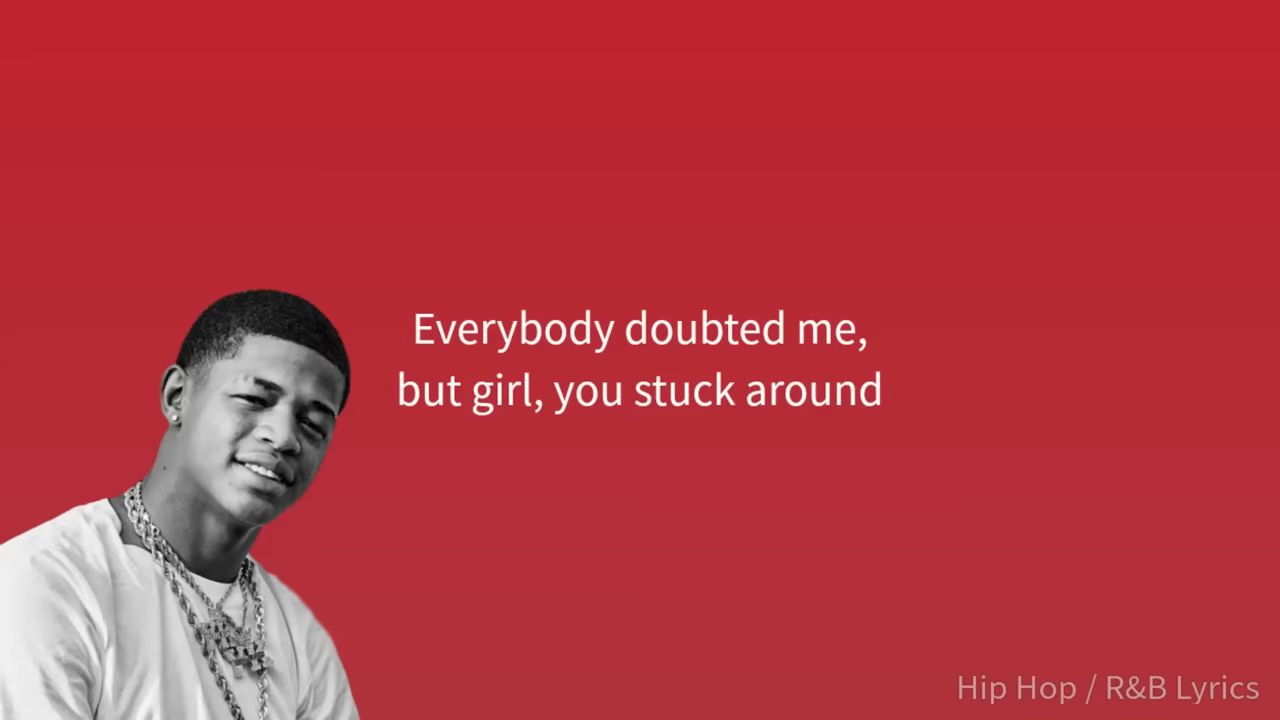 Everybody doubted me,
but girl, you stuck around
Hip Hop / R&B Lyrics